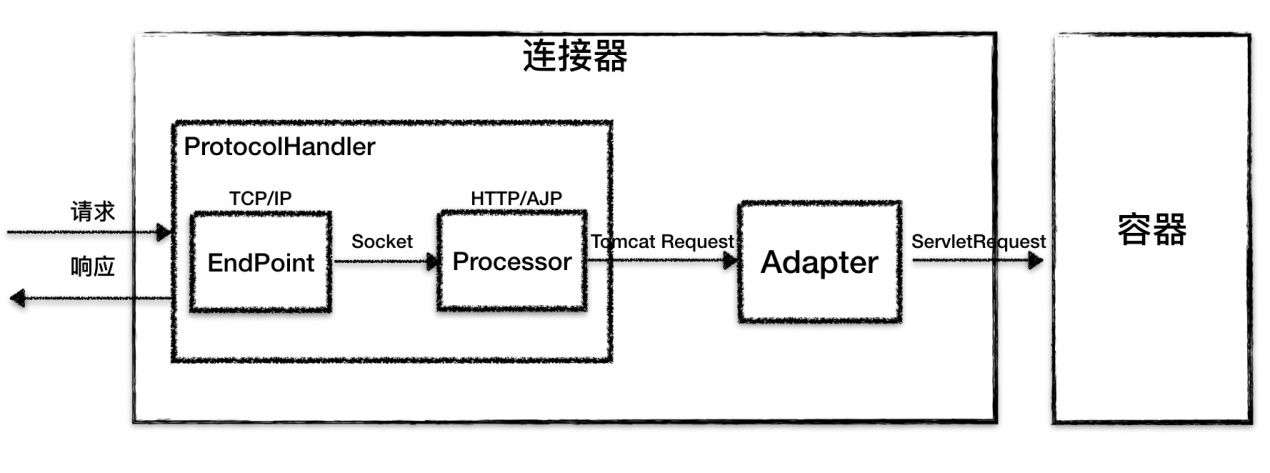 连接器
ProtocolHandler
TCP/IP
HTTP/AJP
请求
响应
EndPoint
Socket
Processor
Tomcat Request
Adapter
ServletRequest
容器